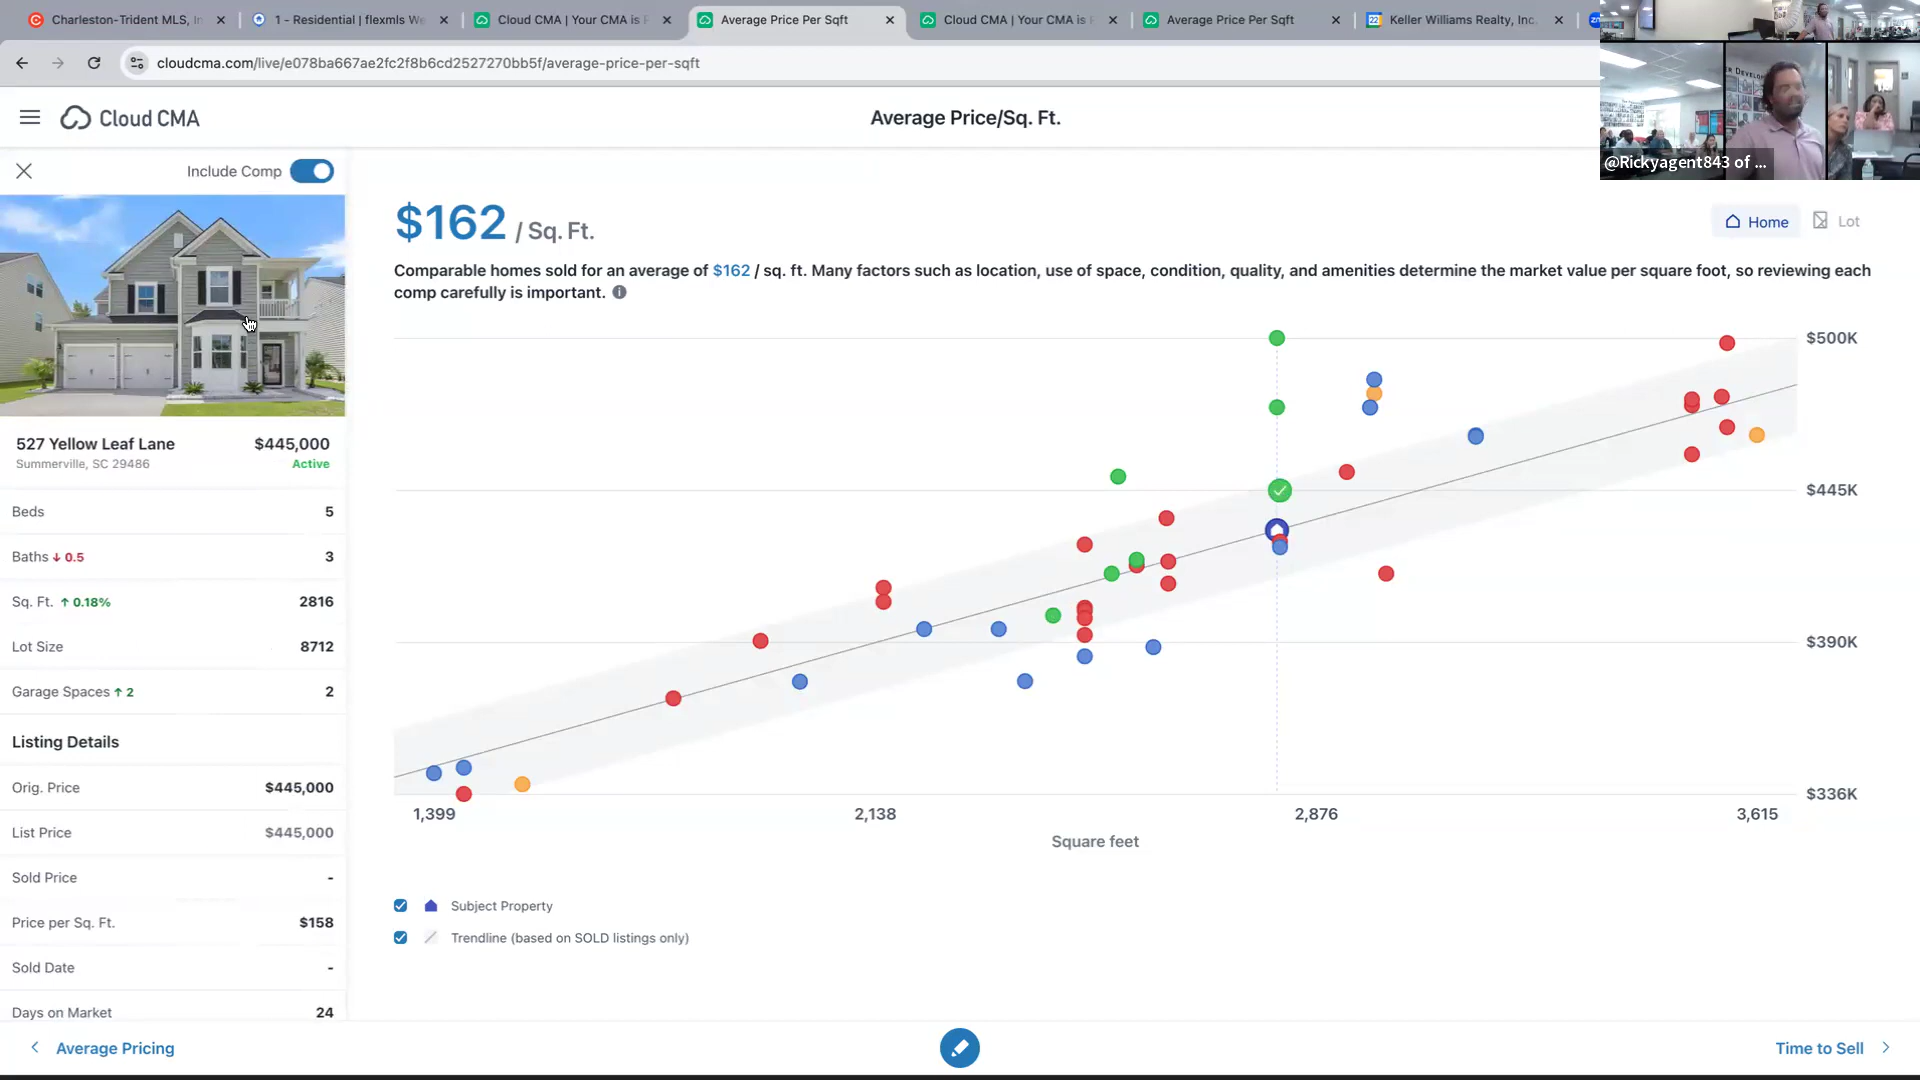 Charleston-Trident MLS, In
1 - Residential | flexmls We
Cloud CMA | Your CMA is R
Average Price Per Sqft
Cloud CMA | Your CMA is R
Average Price Per Sqft
22
Keller Williams Realty, Inc.
cloudcma.com/live/e078ba667ae2fc2f8b6cd2527270bb5f/average-price-per-sqft
@Rickyagent843 of ...
Cloud CMA
Average Price/Sq. Ft.
Include Comp
527 Yellow Leaf Lane $445,000
Summerville, SC 29486 Active
Beds 5
Baths ↓ 0.5 3
Sq. Ft. ↑ 0.18% 2816
Lot Size 8712
Garage Spaces ↑ 2 2
Listing Details
Orig. Price $445,000
List Price $445,000
Sold Price -
Price per Sq. Ft. $158
Sold Date -
Days on Market 24
$162 / Sq. Ft.
Home Lot
Comparable homes sold for an average of $162 / sq. ft. Many factors such as location, use of space, condition, quality, and amenities determine the market value per square foot, so reviewing each
comp carefully is important.
$500K
$445K
$390K
$336K
1,399 2,138 2,876 3,615
Square feet
Subject Property
Trendline (based on SOLD listings only)
Average Pricing
Time to Sell